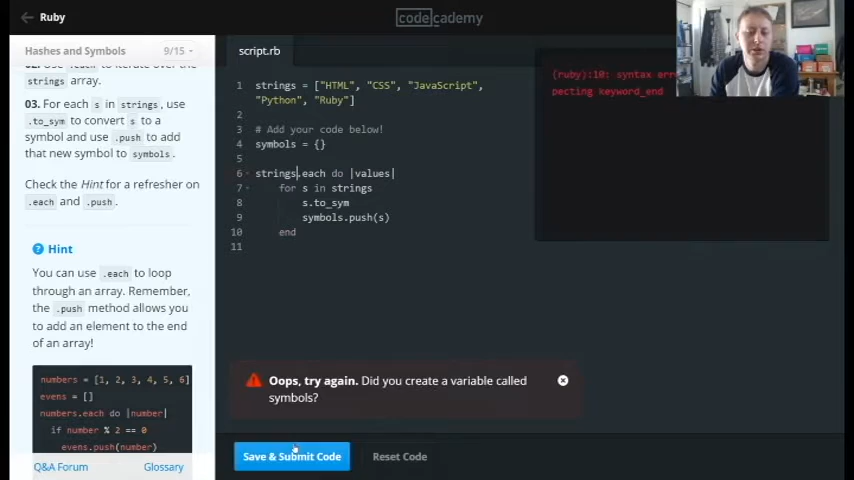 Ruby
codecademy
Hashes and Symbols 9/15
script.rb
strings array.
03. For each s in strings, use
.to_sym to convert s to a
symbol and use .push to add
that new symbol to symbols.
Check the Hint for a refresher on
.each and .push.
Hint
You can use .each to loop
through an array. Remember,
the .push method allows you
to add an element to the end
of an array!
numbers = [1, 2, 3, 4, 5, 6]
evens = []
numbers.each do |number|
if number % 2 == 0
evens.push(number)
Q&A Forum Glossary
1 strings = ["HTML", "CSS", "JavaScript",
"Python", "Ruby"]
2
3 # Add your code below!
4 symbols = {}
5
6 strings.each do |values|
7 for s in strings
8 s.to_sym
9 symbols.push(s)
10 end
11
(ruby):10: syntax
pecting keyword_end
Oops, try again. Did you create a variable called
symbols?
Save & Submit Code Reset Code